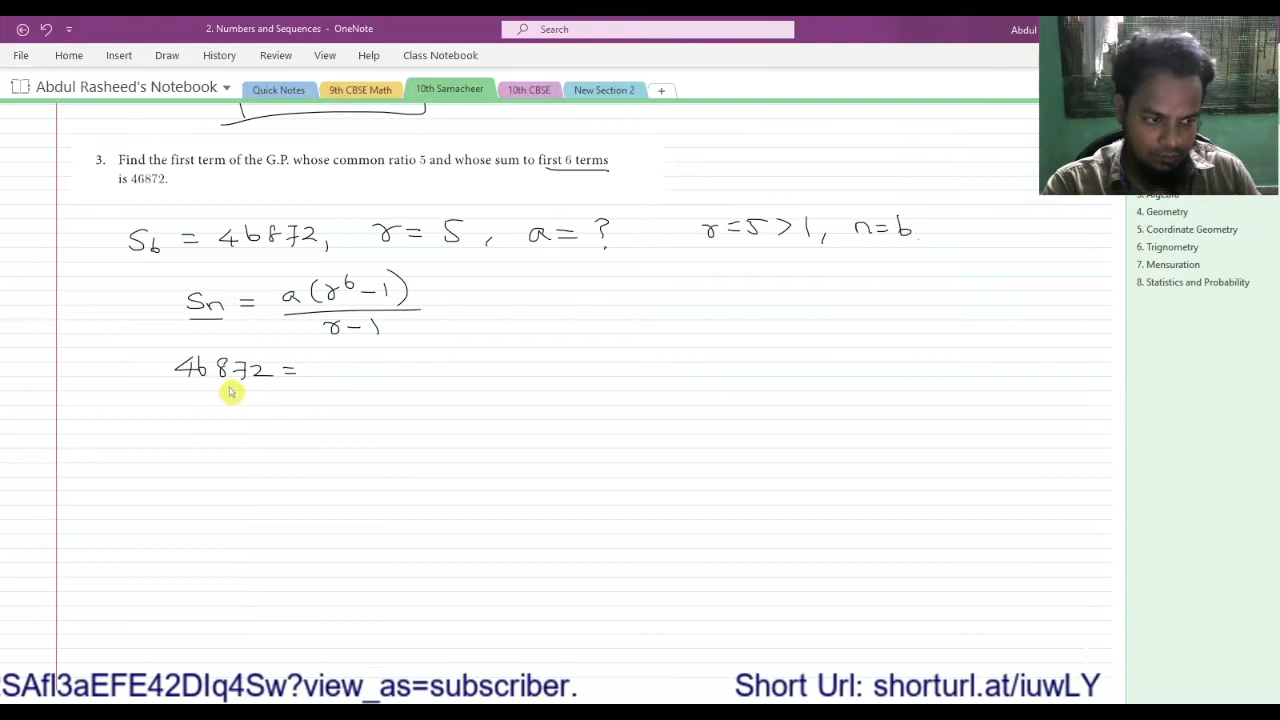 2. Numbers and Sequences - OneNote
Search
Abdul
File Home Insert Draw History Review View Help Class Notebook
Abdul Rasheed's Notebook
Quick Notes
9th CBSE Math
10th Samacheer
10th CBSE
New Section 2
3. Find the first term of the G.P. whose common ratio 5 and whose sum to first 6 terms
is 46872.
S6 = 46872, r = 5, a = ? r = 5 > 1, n = 6.
Sn = a(r^6 - 1) / r - 1
46872 =
3. Algebra
4. Geometry
5. Coordinate Geometry
6. Trignometry
7. Mensuration
8. Statistics and Probability
SAfl3aEFE42DIq4Sw?view_as=subscriber.
Short Url: shorturl.at/iuwLY